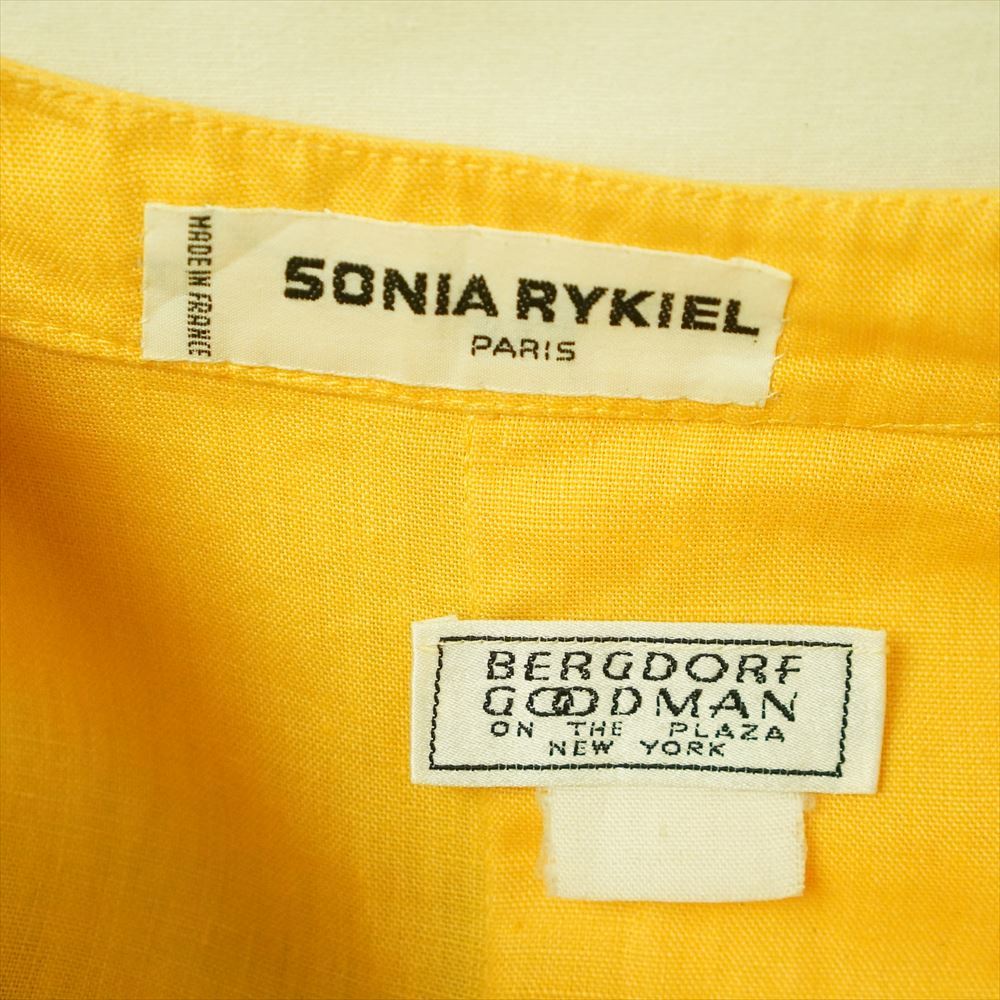 MADE IN FRANCE
SONIA RYKIEL
PARIS
BERGDORF
GOODMAN
ON THE PLAZA
NEW YORK